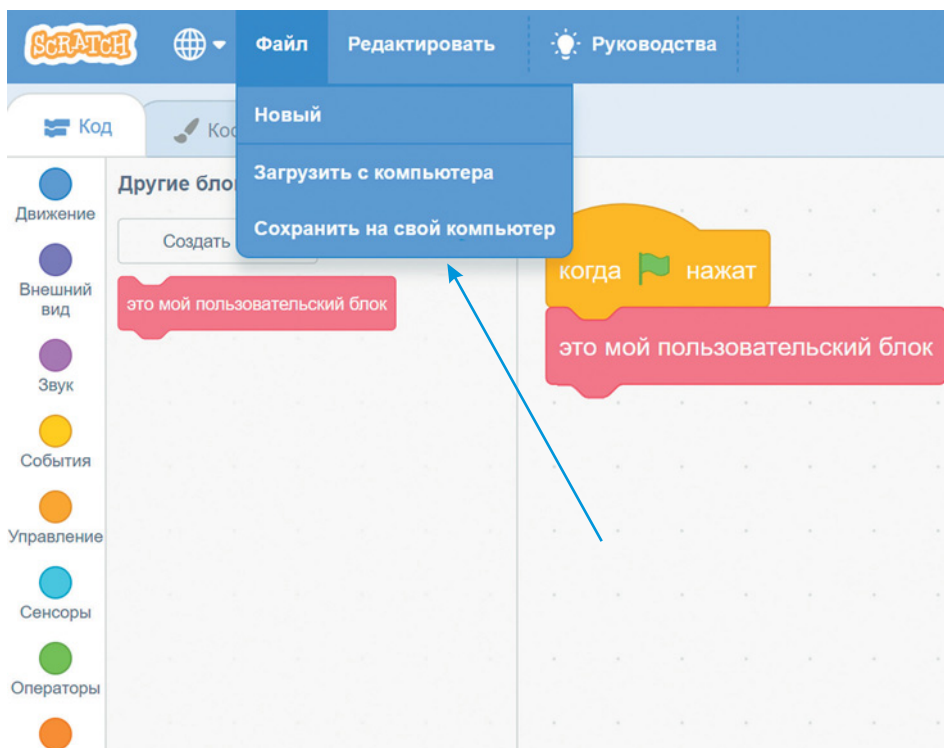 SCRATCH
Файл
Редактировать
Руководства
Код
Новый
Загрузить с компьютера
Сохранить на свой компьютер
Движение
Внешний
вид
Звук
События
Управление
Сенсоры
Операторы
Другие
Создать
это мой пользовательский блок
когда нажат
это мой пользовательский блок